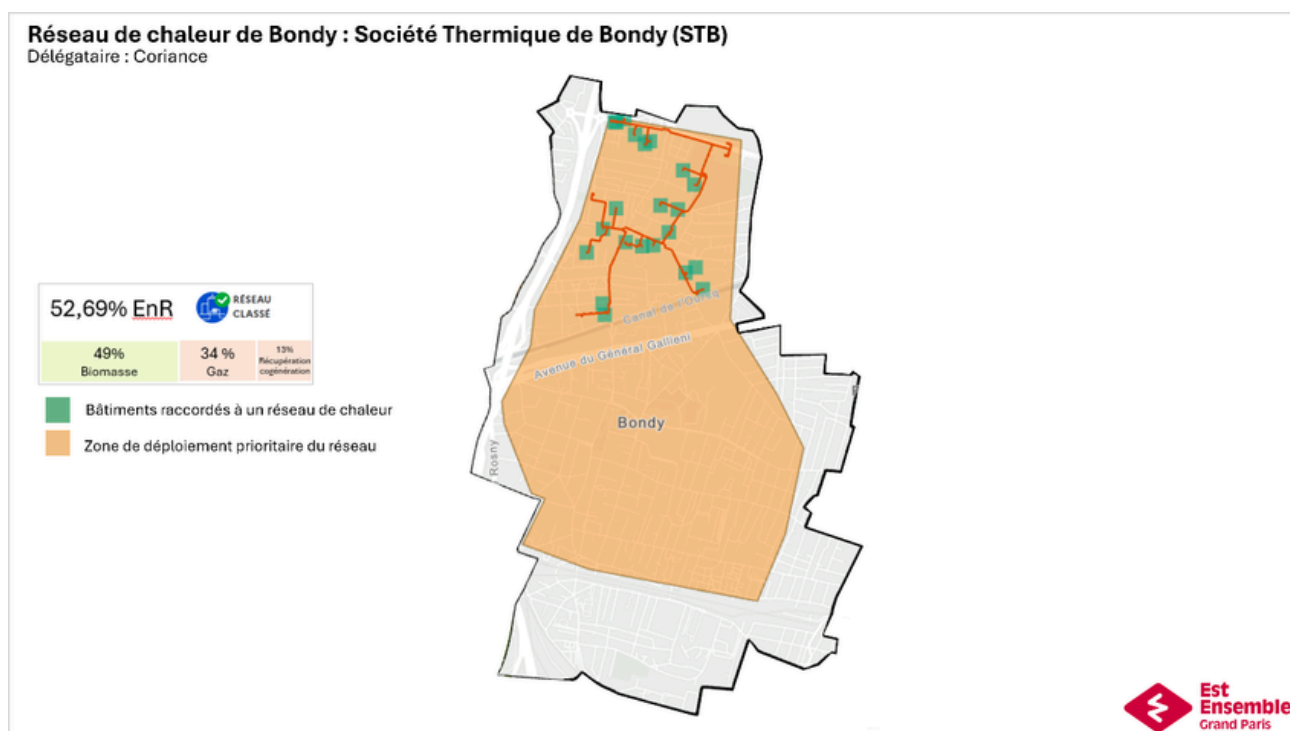 Réseau de chaleur de Bondy : Société Thermique de Bondy (STB)
Délégataire : Coriance
52,69% EnR
RÉSEAU
CLASSÉ
49%
Biomasse
34 %
Gaz
13%
Récupération
cogénération
Bâtiments raccordés à un réseau de chaleur
Zone de déploiement prioritaire du réseau
Canal de l'Ourcq
Avenue du Général Gallieni
Bondy
Rosny
Est
Ensemble
Grand Paris